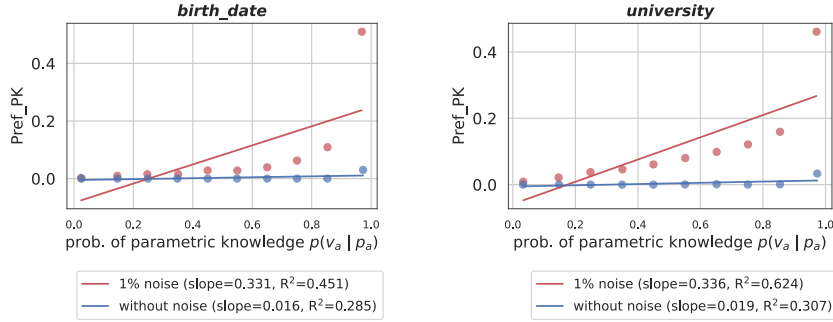 birth_date
Pref_PK
0.4
0.2
0.0
0.0 0.2 0.4 0.6 0.8 1.0
prob. of parametric knowledge p(v_a | p_a)
1% noise (slope=0.331, R²=0.451)
without noise (slope=0.016, R²=0.285)
university
Pref_PK
0.4
0.2
0.0
0.0 0.2 0.4 0.6 0.8 1.0
prob. of parametric knowledge p(v_a | p_a)
1% noise (slope=0.336, R²=0.624)
without noise (slope=0.019, R²=0.307)